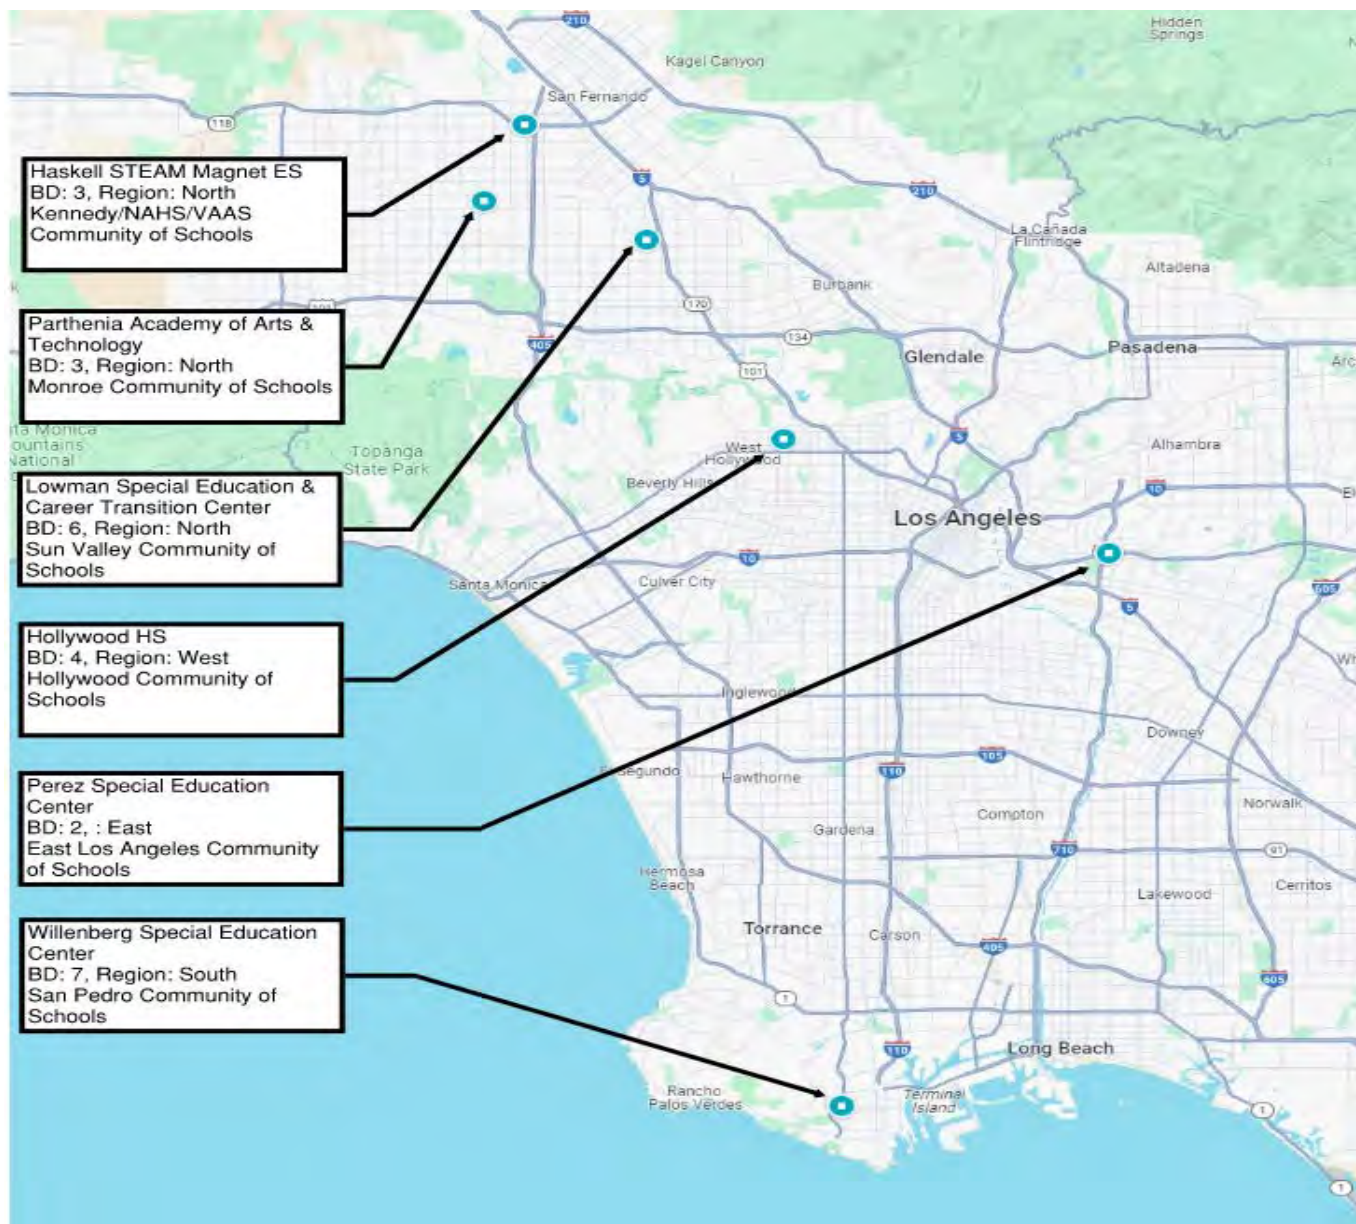 Hidden
Springs
210
Kagel Canyon
San Fernando
118
Haskell STEAM Magnet ES
BD: 3, Region: North
Kennedy/NAHS/VAAS
Community of Schools
5
210
La Cañada
Flintridge
Altadena
Burbank
170
Parthenia Academy of Arts &
Technology
BD: 3, Region: North
Monroe Community of Schools
101
405
134
Glendale
Pasadena
101
5
West
Hollywood
Alhambra
Topanga
State Park
ountains
National
Beverly Hills
10
Lowman Special Education &
Career Transition Center
BD: 6, Region: North
Sun Valley Community of
Schools
Los Angeles
10
Santa Monica
Culver City
605
5
Hollywood HS
BD: 4, Region: West
Hollywood Community of
Schools
Inglewood
Downey
105
110
Segundo
Hawthorne
Perez Special Education
Center
BD: 2, : East
East Los Angeles Community
of Schools
Norwalk
Compton
Gardena
710
91
Hermosa
Beach
Lakewood
Cerritos
Willenberg Special Education
Center
BD: 7, Region: South
San Pedro Community of
Schools
Torrance
Carson
405
605
1
110
Long Beach
Rancho
Palos Verdes
Terminal
Island
1
1